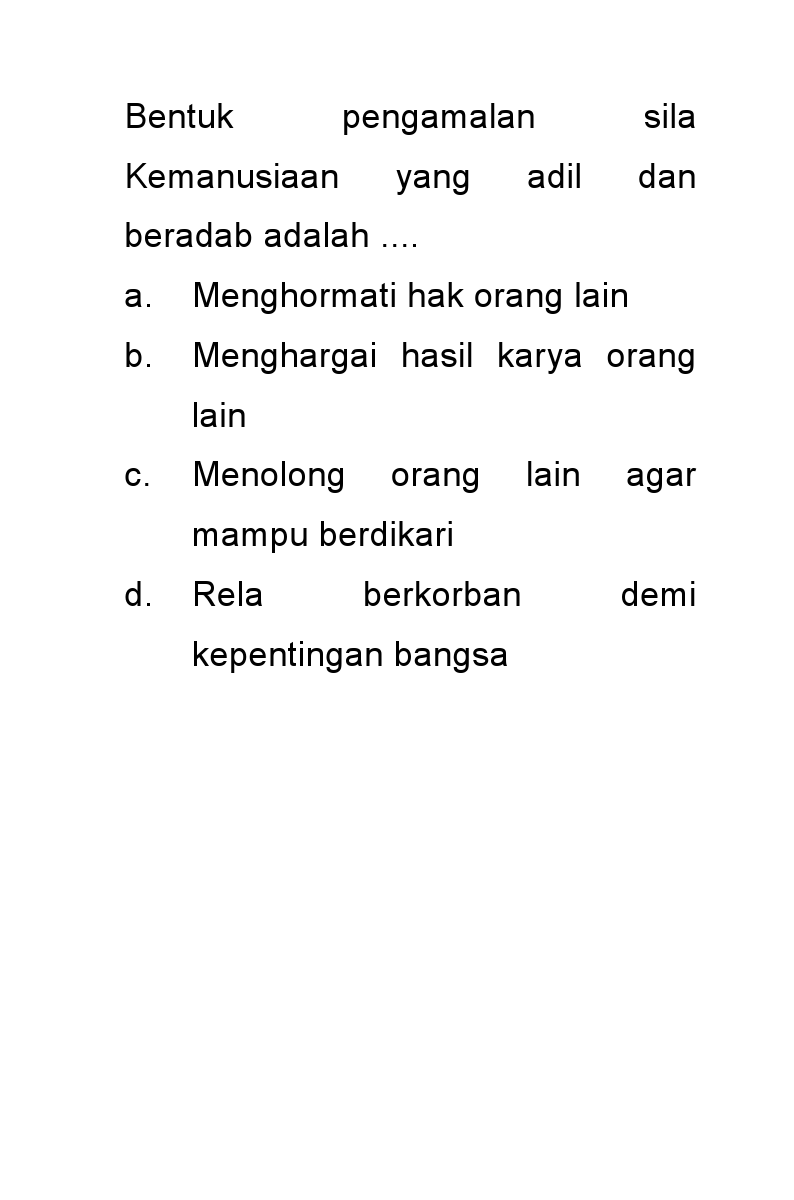 Bentuk pengamalan sila
Kemanusiaan yang adil dan
beradab adalah ....
a. Menghormati hak orang lain
b. Menghargai hasil karya orang
lain
c. Menolong orang lain agar
mampu berdikari
d. Rela berkorban demi
kepentingan bangsa